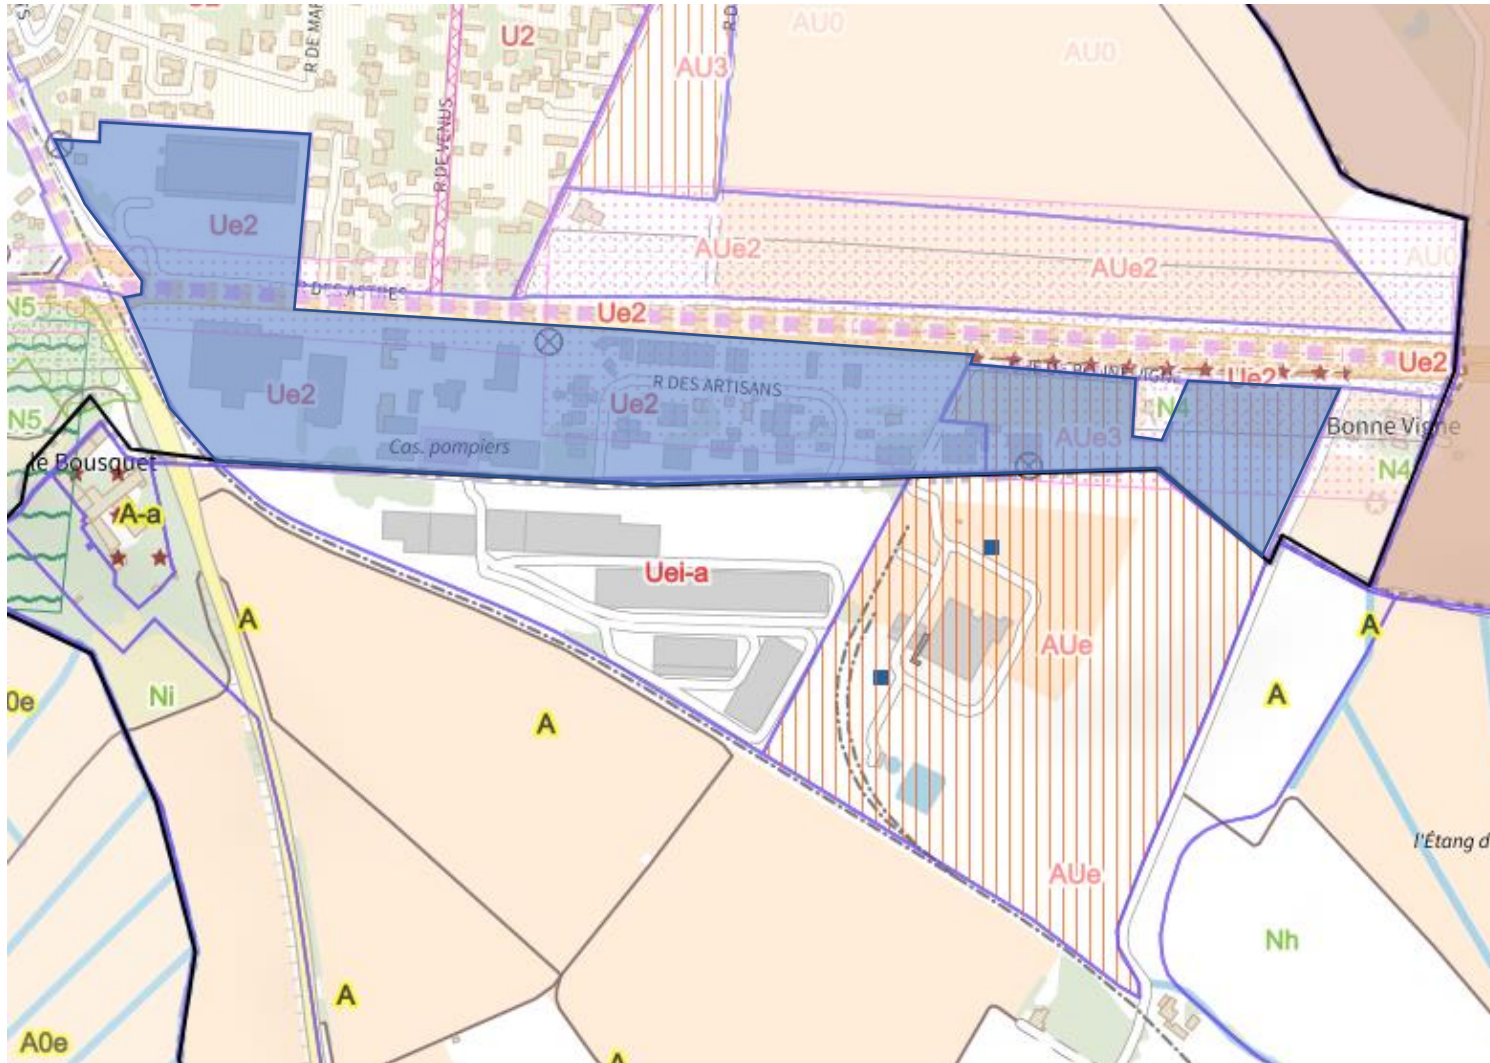 U2
R DE MAR
R D
AU0
AU0
AU3
R DE VENUS
Ue2
AUe2
AUe2
AU0
R DES ASTRES
N5
Ue2
Ue2
Ue2
Ue2
Ue2
R DES ARTISANS
N4
N5
Cas. pompiers
AUe3
Bonne Vigne
le Bousquet
N4
A-a
Uei-a
A
A
AUe
Ni
A
0e
A
l'Étang d
AUe
Nh
A
A0e
A